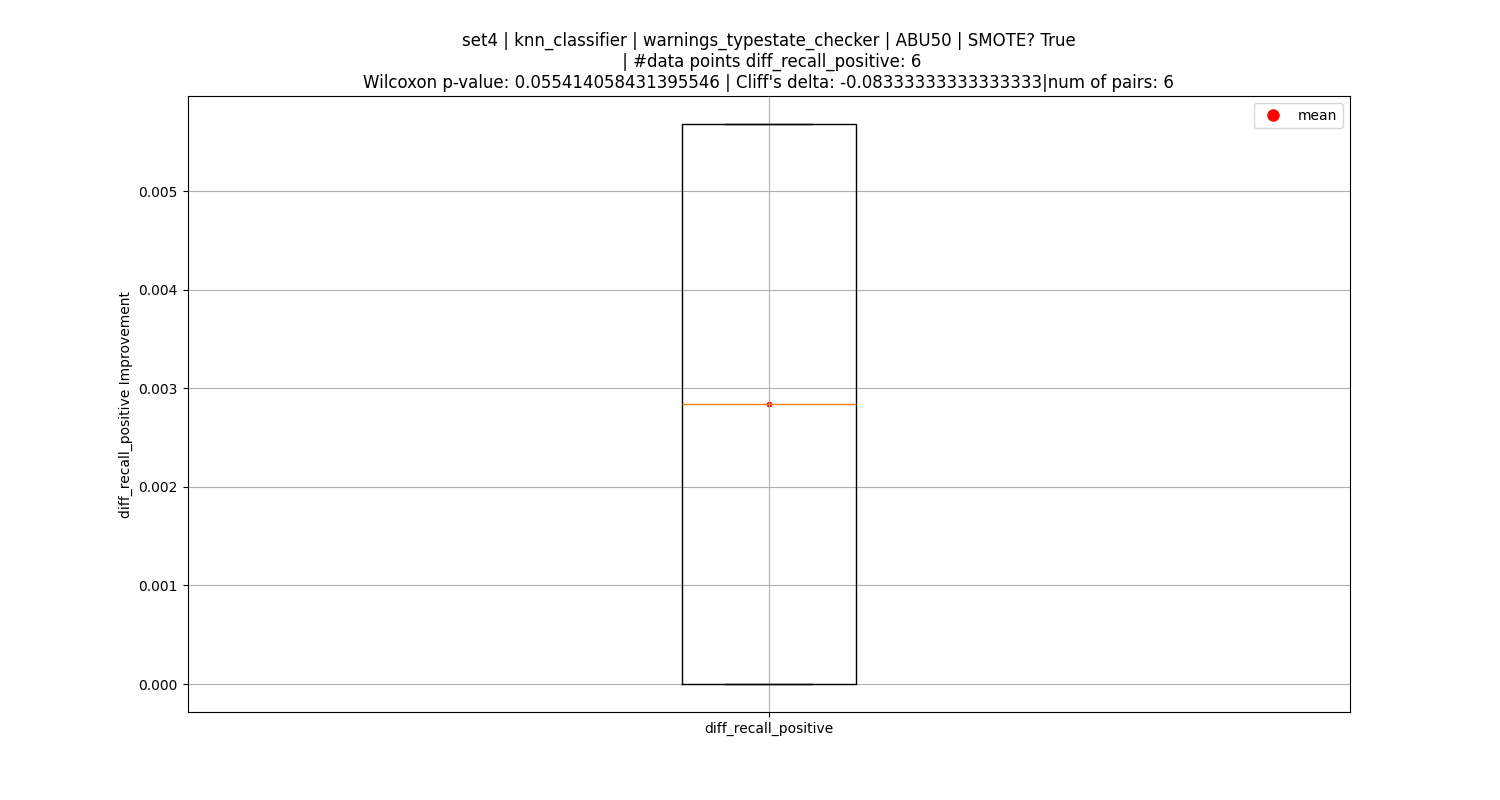 set4 | knn_classifier | warnings_typestate_checker | ABU50 | SMOTE? True
| #data points diff_recall_positive: 6
Wilcoxon p-value: 0.055414058431395546 | Cliff's delta: -0.08333333333333333|num of pairs: 6
mean
0.005
0.004
0.003
0.002
0.001
0.000
diff_recall_positive Improvement
diff_recall_positive